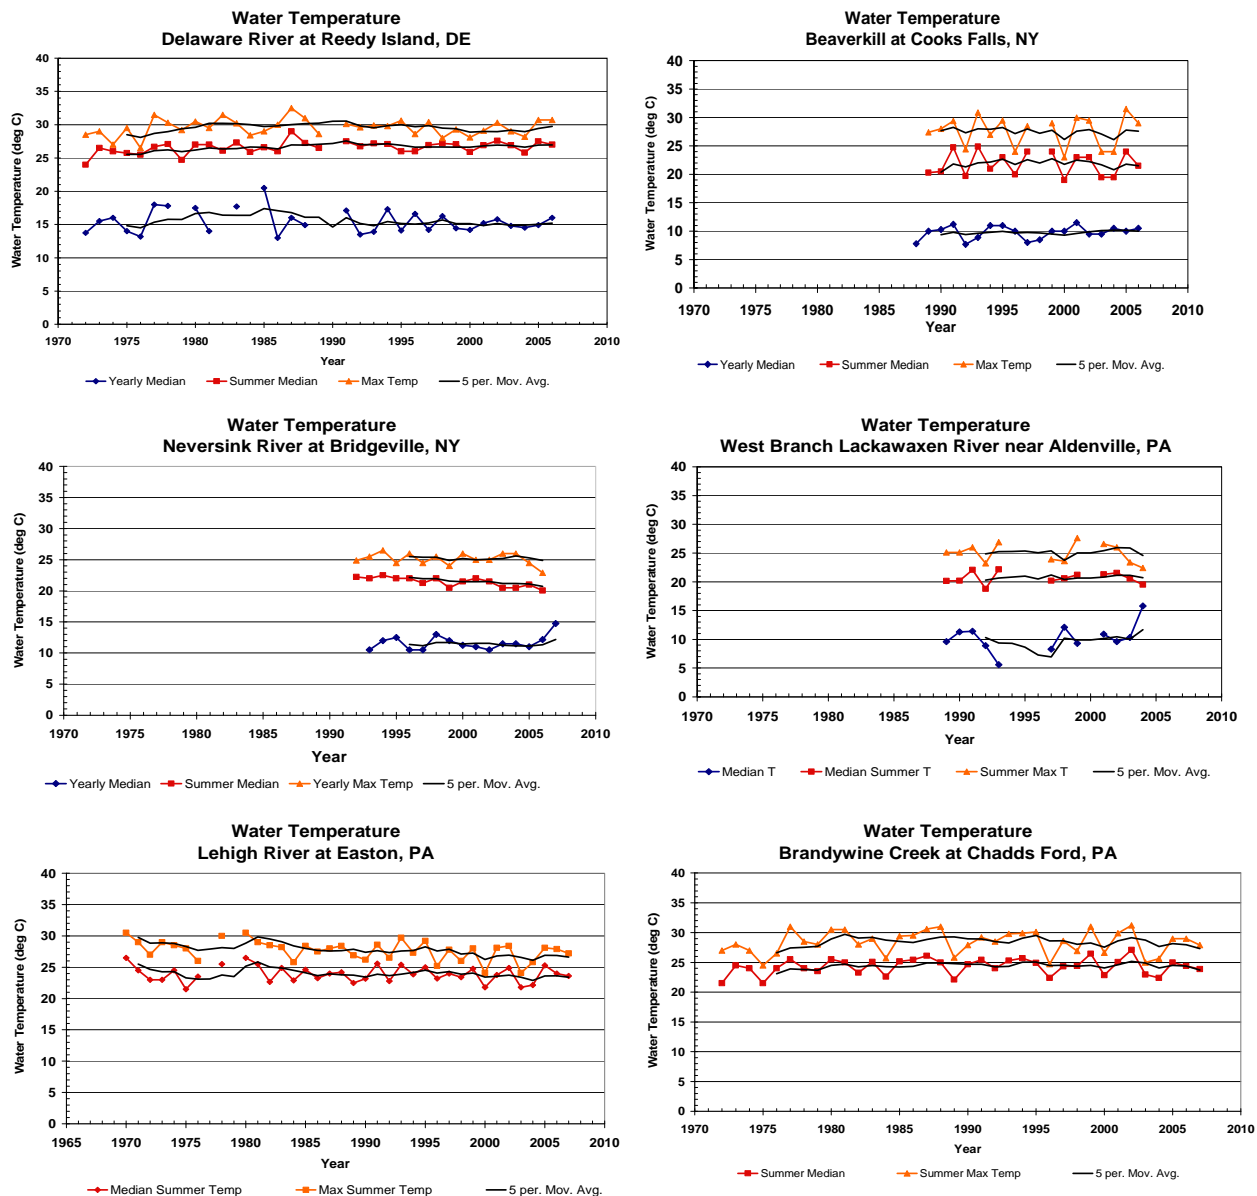 Water Temperature
Delaware River at Reedy Island, DE
Water Temperature (deg C)
40
35
30
25
20
15
10
5
0
1970 1975 1980 1985 1990 1995 2000 2005 2010
Year
Yearly Median Summer Median Max Temp 5 per. Mov. Avg.
Water Temperature
Beaverkill at Cooks Falls, NY
Water Temperature (deg C)
40
35
30
25
20
15
10
5
0
1970 1975 1980 1985 1990 1995 2000 2005 2010
Year
Yearly Median Summer Median Max Temp 5 per. Mov. Avg.
Water Temperature
Neversink River at Bridgeville, NY
Water Temperature (deg C)
40
35
30
25
20
15
10
5
0
1970 1975 1980 1985 1990 1995 2000 2005 2010
Year
Yearly Median Summer Median Yearly Max Temp 5 per. Mov. Avg.
Water Temperature
West Branch Lackawaxen River near Aldenville, PA
Water Temperature (deg C)
40
35
30
25
20
15
10
5
0
1970 1975 1980 1985 1990 1995 2000 2005 2010
Year
Median T Median Summer T Summer Max T 5 per. Mov. Avg.
Water Temperature
Lehigh River at Easton, PA
Water Temperature (deg C)
40
35
30
25
20
15
10
5
0
1965 1970 1975 1980 1985 1990 1995 2000 2005 2010
Year
Median Summer Temp Max Summer Temp 5 per. Mov. Avg.
Water Temperature
Brandywine Creek at Chadds Ford, PA
Water Temperature (deg C)
40
35
30
25
20
15
10
5
0
1970 1975 1980 1985 1990 1995 2000 2005 2010
Year
Summer Median Summer Max Temp 5 per. Mov. Avg.